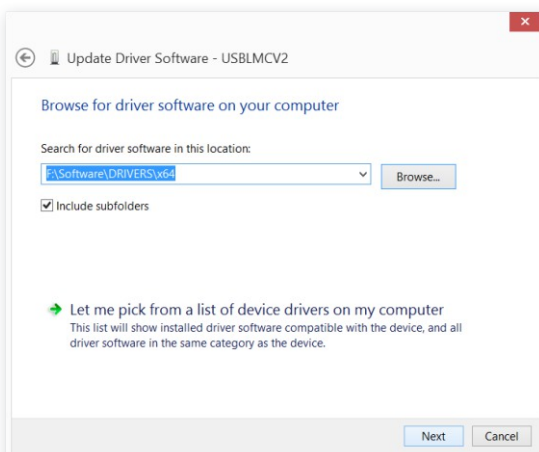 Update Driver Software - USBLMCV2
Browse for driver software on your computer
Search for driver software in this location:
F:\Software\DRIVERS\x64
Browse...
Include subfolders
Let me pick from a list of device drivers on my computer
This list will show installed driver software compatible with the device, and all
driver software in the same category as the device.
Next
Cancel